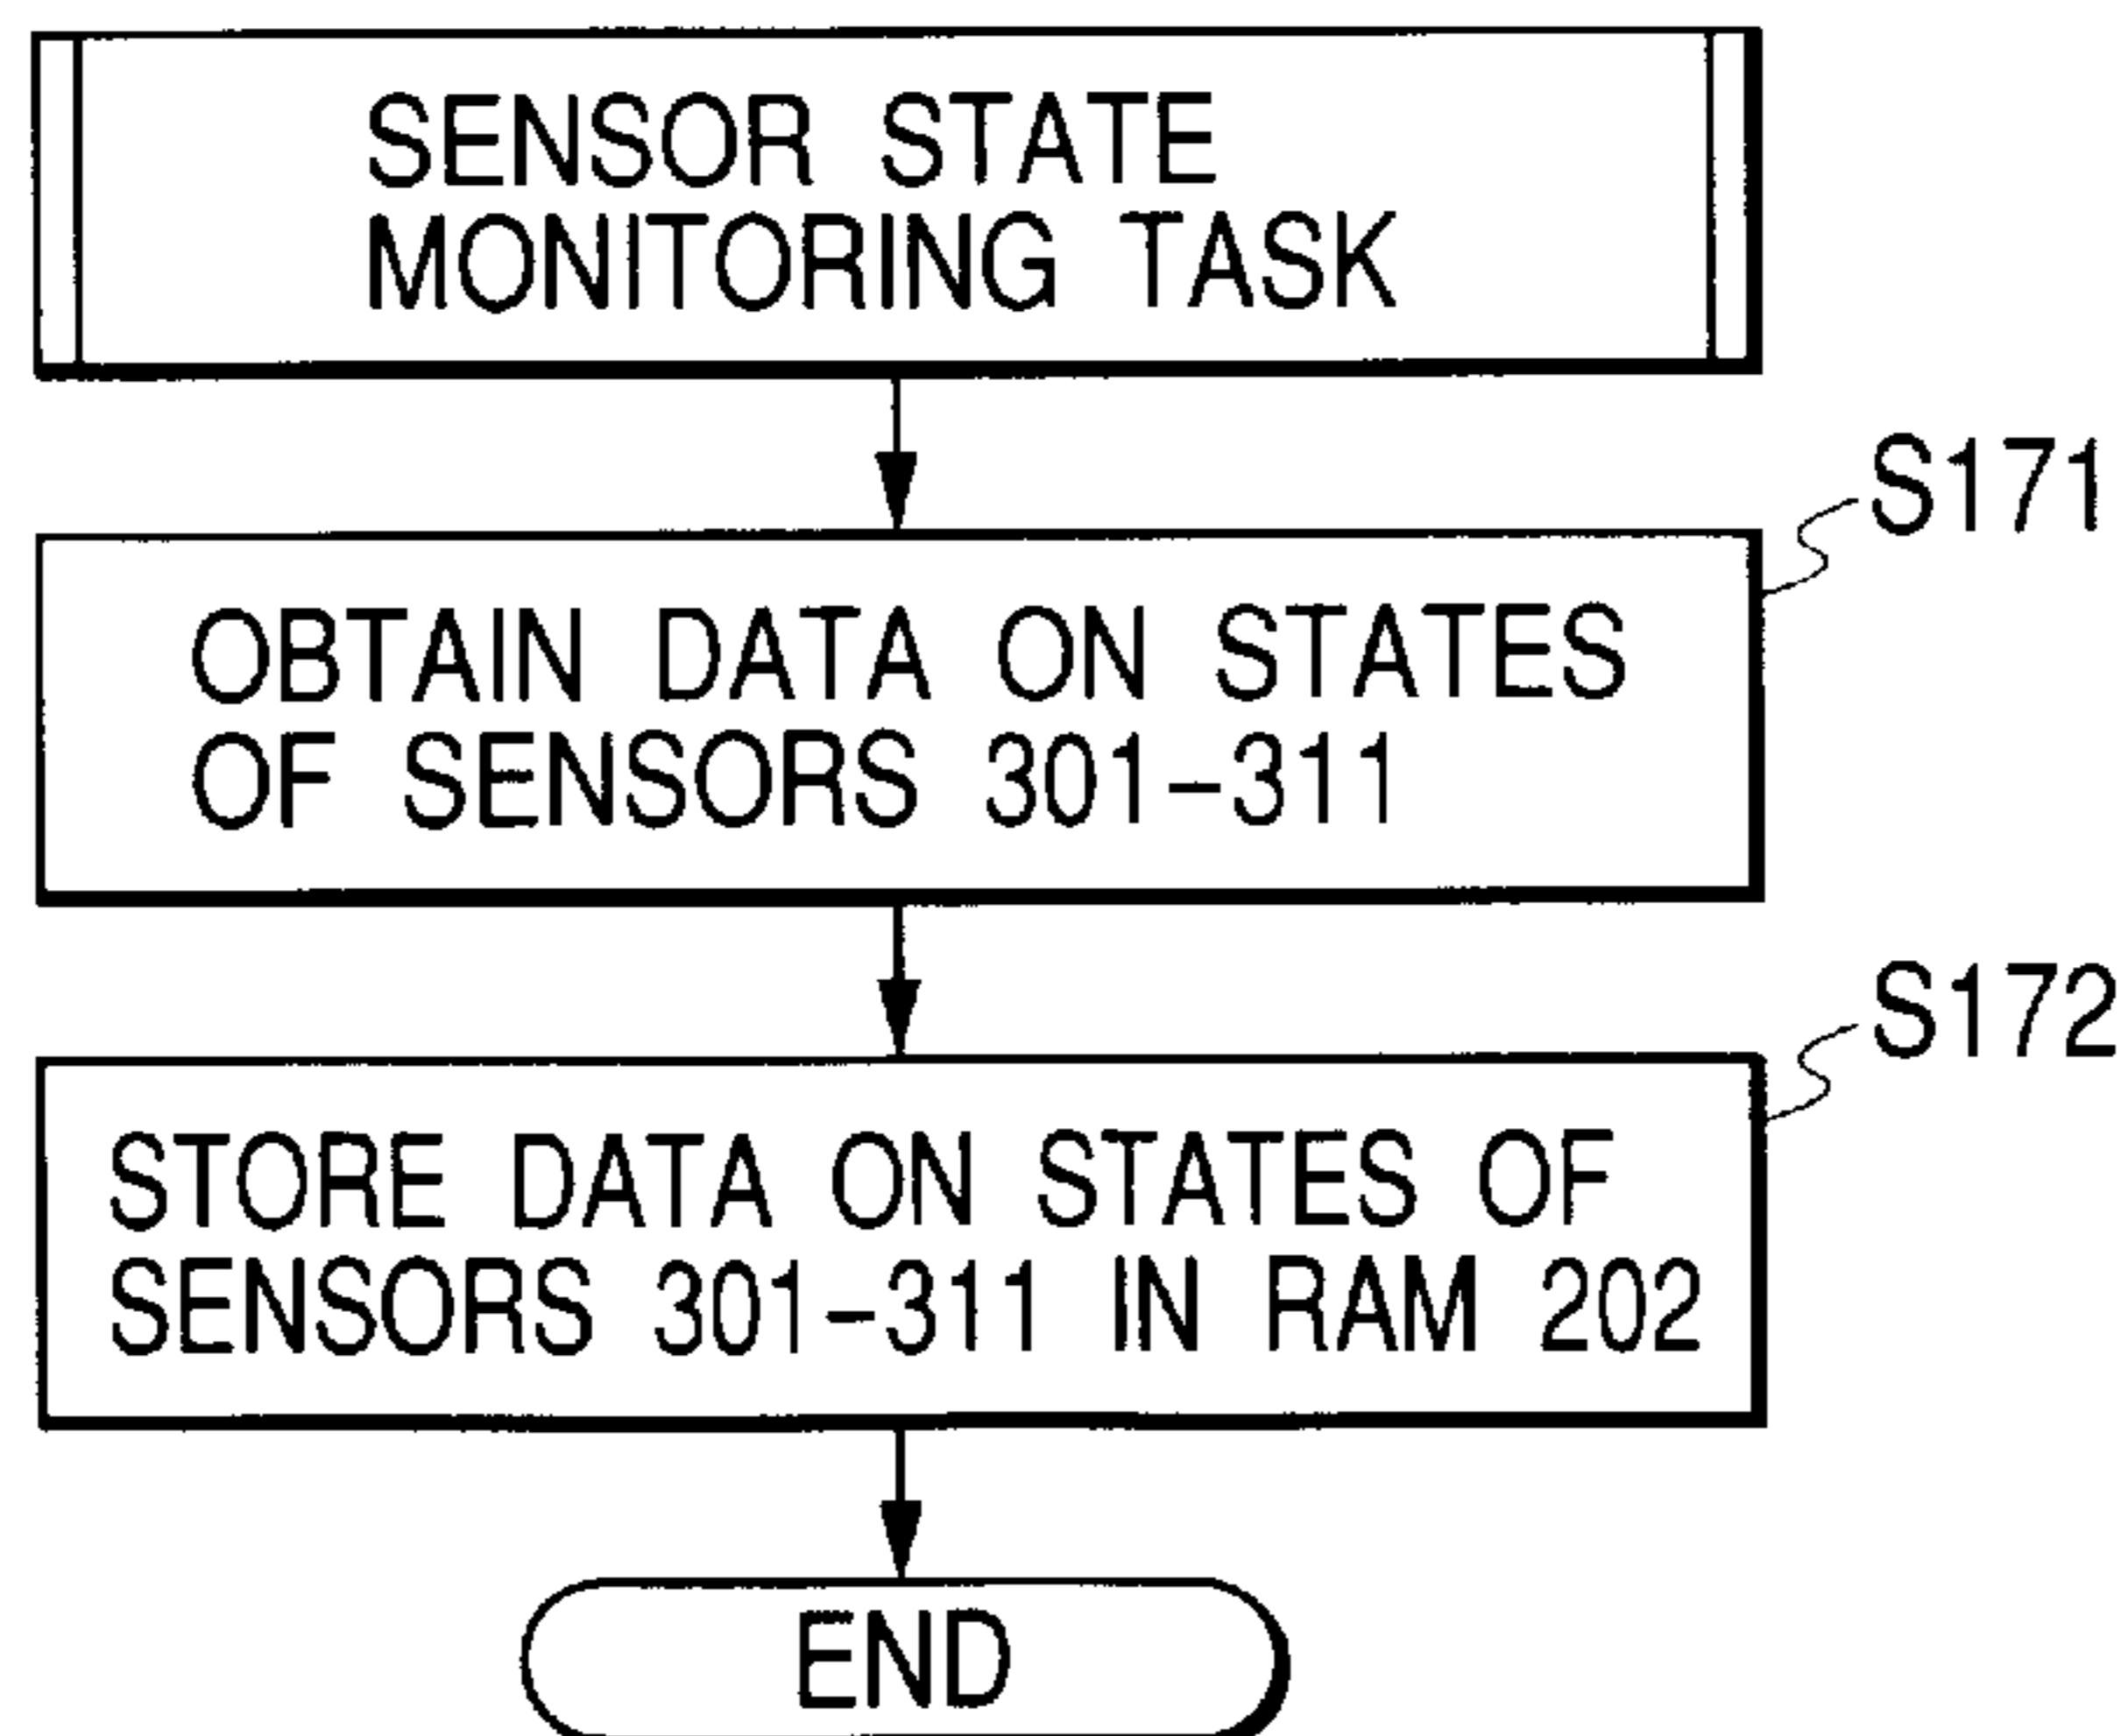 SENSOR STATE
MONITORING TASK
S171
OBTAIN DATA ON STATES
OF SENSORS 301-311
S172
STORE DATA ON STATES OF
SENSORS 301-311 IN RAM 202
END